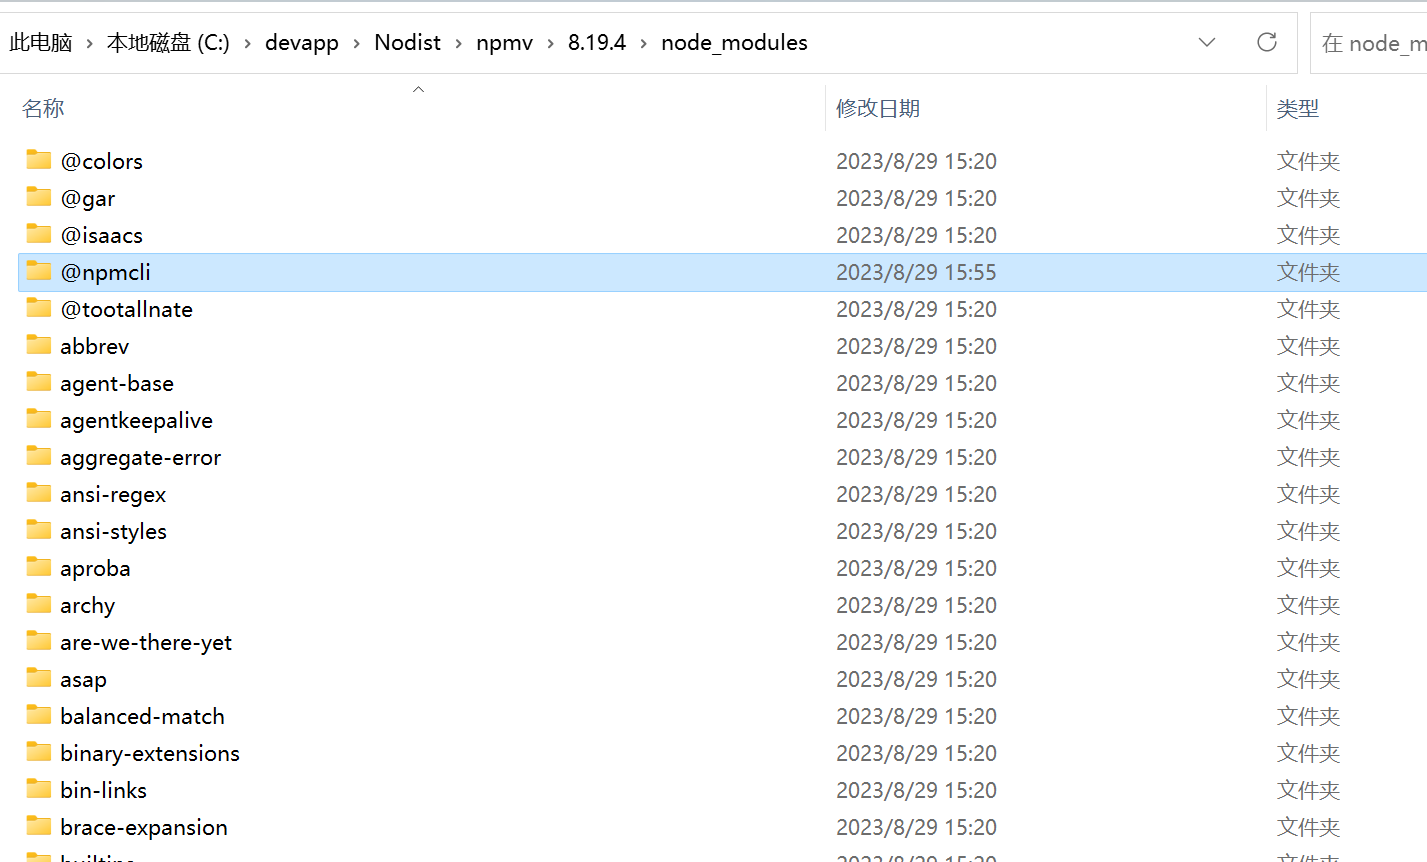 此电脑 › 本地磁盘 (C:) › devapp › Nodist › npmv › 8.19.4 › node_modules
在 node_m
名称 修改日期 类型
@colors 2023/8/29 15:20 文件夹
@gar 2023/8/29 15:20 文件夹
@isaacs 2023/8/29 15:20 文件夹
@npmcli 2023/8/29 15:55 文件夹
@tootallnate 2023/8/29 15:20 文件夹
abbrev 2023/8/29 15:20 文件夹
agent-base 2023/8/29 15:20 文件夹
agentkeepalive 2023/8/29 15:20 文件夹
aggregate-error 2023/8/29 15:20 文件夹
ansi-regex 2023/8/29 15:20 文件夹
ansi-styles 2023/8/29 15:20 文件夹
aproba 2023/8/29 15:20 文件夹
archy 2023/8/29 15:20 文件夹
are-we-there-yet 2023/8/29 15:20 文件夹
asap 2023/8/29 15:20 文件夹
balanced-match 2023/8/29 15:20 文件夹
binary-extensions 2023/8/29 15:20 文件夹
bin-links 2023/8/29 15:20 文件夹
brace-expansion 2023/8/29 15:20 文件夹